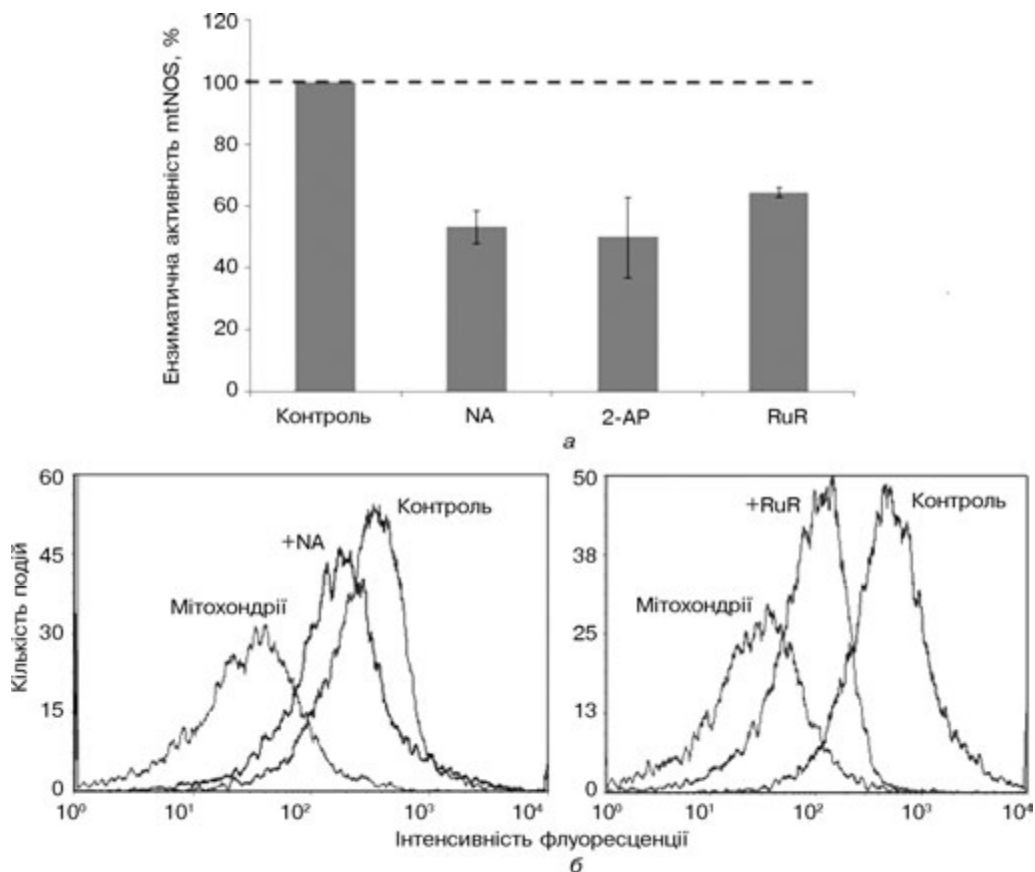 Ензиматична активність mtNOS, %
120
100
80
60
40
20
0
Контроль NA 2-AP RuR
а
Кількість подій
60
45
30
15
0
Контроль
+NA
Мітохондрії
10⁰ 10¹ 10² 10³ 10⁴
50
38
25
13
0
+RuR Контроль
Мітохондрії
10⁰ 10¹ 10² 10³ 10⁴
Інтенсивність флуоресценції
б